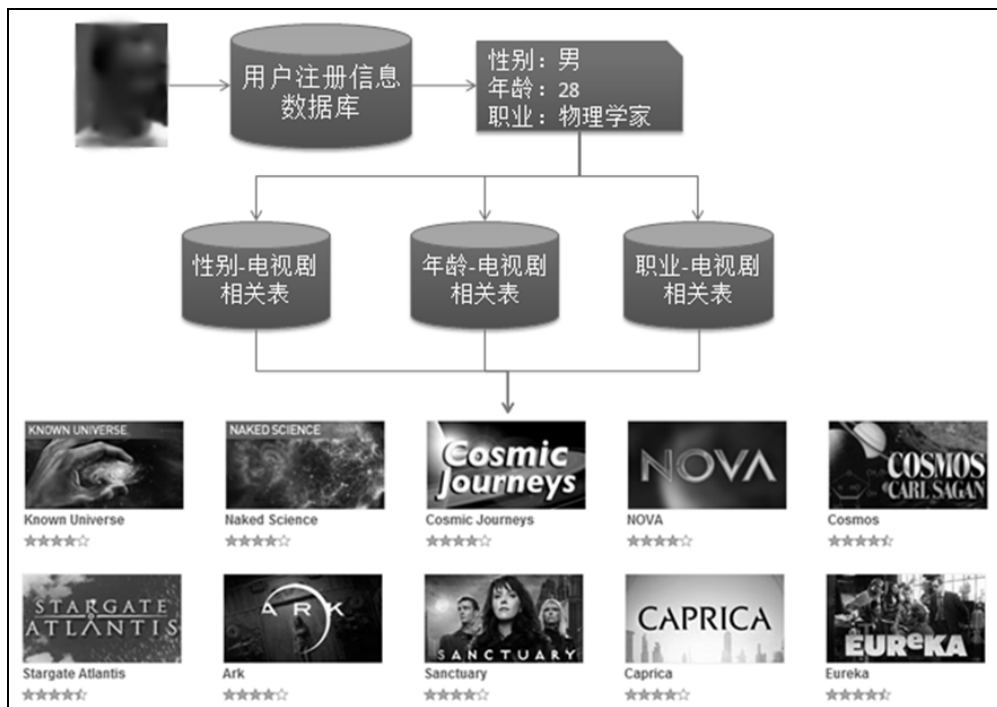 用户注册信息
数据库
性别：男
年龄：28
职业：物理学家
性别-电视剧
相关表
年龄-电视剧
相关表
职业-电视剧
相关表
KNOWN UNIVERSE
NAKED SCIENCE
Cosmic
Journeys
NOVA
COSMOS
CARL SAGAN
Known Universe
Naked Science
Cosmic Journeys
NOVA
Cosmos
STARGATE
ATLANTIS
ARK
SANCTUARY
CAPRICA
EUReKA
Stargate Atlantis
Ark
Sanctuary
Caprica
Eureka